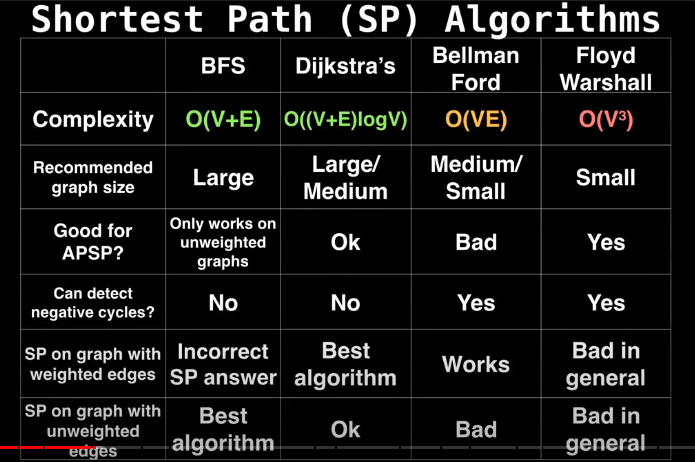 Shortest Path (SP) Algorithms
BFS
Dijkstra’s
Bellman
Ford
Floyd
Warshall
Complexity
O(V+E)
O((V+E)logV)
O(VE)
O(V³)
Recommended
graph size
Large
Large/
Medium
Medium/
Small
Small
Good for
APSP?
Only works on
unweighted
graphs
Ok
Bad
Yes
Can detect
negative cycles?
No
No
Yes
Yes
SP on graph with
weighted edges
Incorrect
SP answer
Best
algorithm
Works
Bad in
general
SP on graph with
unweighted
edges
Best
algorithm
Ok
Bad
Bad in
general